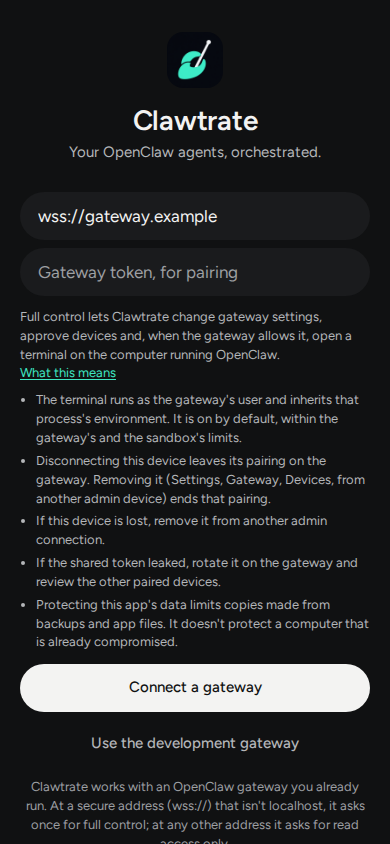 Clawtrate
Your OpenClaw agents, orchestrated.
wss://gateway.example
Gateway token, for pairing
Full control lets Clawtrate change gateway settings,
approve devices and, when the gateway allows it, open a
terminal on the computer running OpenClaw.
What this means
• The terminal runs as the gateway's user and inherits that
process's environment. It is on by default, within the
gateway's and the sandbox's limits.
• Disconnecting this device leaves its pairing on the
gateway. Removing it (Settings, Gateway, Devices, from
another admin device) ends that pairing.
• If this device is lost, remove it from another admin
connection.
• If the shared token leaked, rotate it on the gateway and
review the other paired devices.
• Protecting this app's data limits copies made from
backups and app files. It doesn't protect a computer that
is already compromised.
Connect a gateway
Use the development gateway
Clawtrate works with an OpenClaw gateway you already
run. At a secure address (wss://) that isn't localhost, it asks
once for full control; at any other address it asks for read
access only